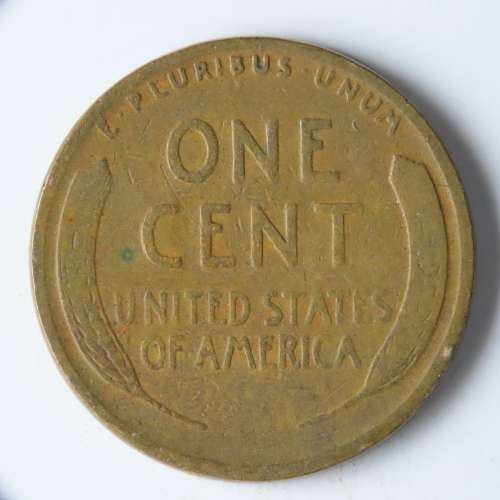 E·PLURIBUS·UNUM
ONE
CENT
UNITED STATES
OF AMERICA